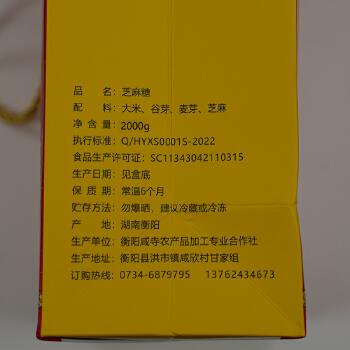 品 名：芝麻糖
配 料：大米、谷芽、麦芽、芝麻
净 含 量：2000g
执行标准：Q/HYXS0001S-2022
食品生产许可证：SC11343042110315
生产日期：见盒底
保 质 期：常温6个月
贮存方法：勿爆晒，建议冷藏或冷冻
产 地：湖南衡阳
生产单位：衡阳咸寺农产品加工专业合作社
生产地址：衡阳县洪市镇咸欣村甘家组
订购热线：0734-6879795 13762434673